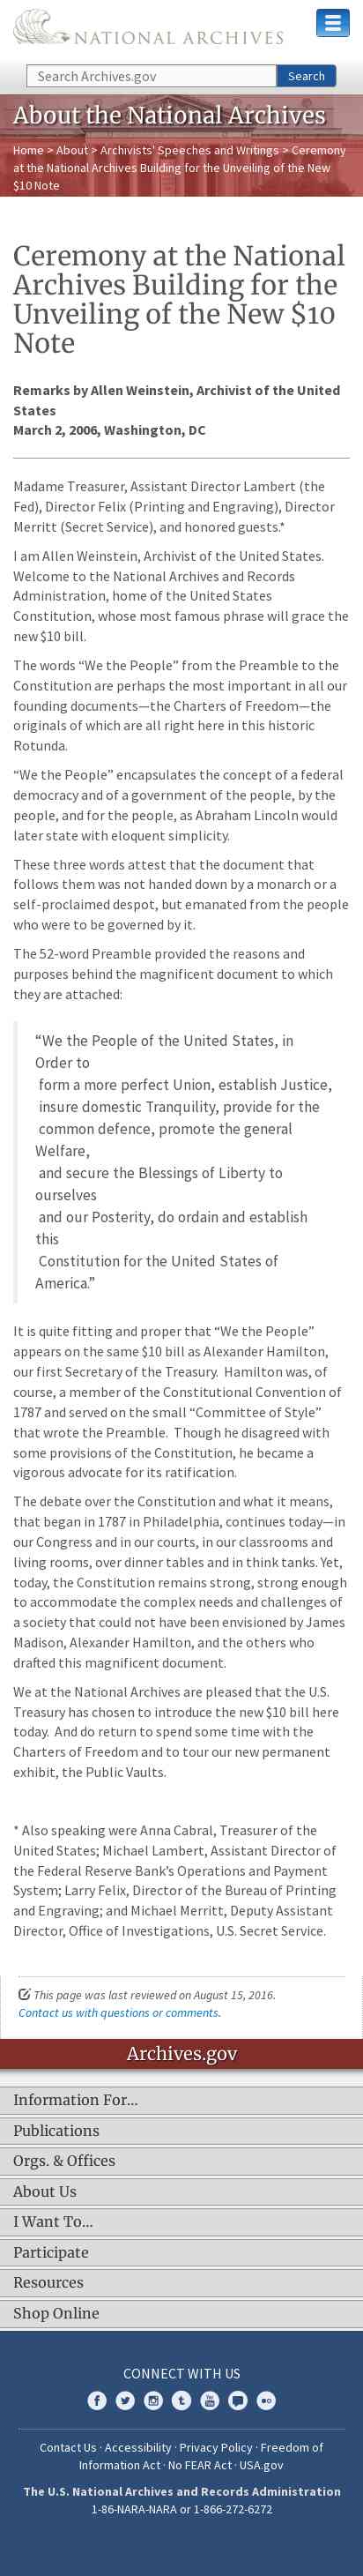 NATIONAL ARCHIVES
Search Archives.gov
Search
About the National Archives
Home > About > Archivists' Speeches and Writings > Ceremony
at the National Archives Building for the Unveiling of the New
$10 Note
Ceremony at the National
Archives Building for the
Unveiling of the New $10
Note
Remarks by Allen Weinstein, Archivist of the United
States
March 2, 2006, Washington, DC
Madame Treasurer, Assistant Director Lambert (the
Fed), Director Felix (Printing and Engraving), Director
Merritt (Secret Service), and honored guests.*
I am Allen Weinstein, Archivist of the United States.
Welcome to the National Archives and Records
Administration, home of the United States
Constitution, whose most famous phrase will grace the
new $10 bill.
The words “We the People” from the Preamble to the
Constitution are perhaps the most important in all our
founding documents—the Charters of Freedom—the
originals of which are all right here in this historic
Rotunda.
“We the People” encapsulates the concept of a federal
democracy and of a government of the people, by the
people, and for the people, as Abraham Lincoln would
later state with eloquent simplicity.
These three words attest that the document that
follows them was not handed down by a monarch or a
self-proclaimed despot, but emanated from the people
who were to be governed by it.
The 52-word Preamble provided the reasons and
purposes behind the magnificent document to which
they are attached:
“We the People of the United States, in
Order to
form a more perfect Union, establish Justice,
insure domestic Tranquility, provide for the
common defence, promote the general
Welfare,
and secure the Blessings of Liberty to
ourselves
and our Posterity, do ordain and establish
this
Constitution for the United States of
America.”
It is quite fitting and proper that “We the People”
appears on the same $10 bill as Alexander Hamilton,
our first Secretary of the Treasury. Hamilton was, of
course, a member of the Constitutional Convention of
1787 and served on the small “Committee of Style”
that wrote the Preamble. Though he disagreed with
some provisions of the Constitution, he became a
vigorous advocate for its ratification.
The debate over the Constitution and what it means,
that began in 1787 in Philadelphia, continues today—in
our Congress and in our courts, in our classrooms and
living rooms, over dinner tables and in think tanks. Yet,
today, the Constitution remains strong, strong enough
to accommodate the complex needs and challenges of
a society that could not have been envisioned by James
Madison, Alexander Hamilton, and the others who
drafted this magnificent document.
We at the National Archives are pleased that the U.S.
Treasury has chosen to introduce the new $10 bill here
today. And do return to spend some time with the
Charters of Freedom and to tour our new permanent
exhibit, the Public Vaults.
* Also speaking were Anna Cabral, Treasurer of the
United States; Michael Lambert, Assistant Director of
the Federal Reserve Bank’s Operations and Payment
System; Larry Felix, Director of the Bureau of Printing
and Engraving; and Michael Merritt, Deputy Assistant
Director, Office of Investigations, U.S. Secret Service.
This page was last reviewed on August 15, 2016.
Contact us with questions or comments.
Archives.gov
Information For…
Publications
Orgs. & Offices
About Us
I Want To…
Participate
Resources
Shop Online
CONNECT WITH US
Contact Us · Accessibility · Privacy Policy · Freedom of
Information Act · No FEAR Act · USA.gov
The U.S. National Archives and Records Administration
1-86-NARA-NARA or 1-866-272-6272